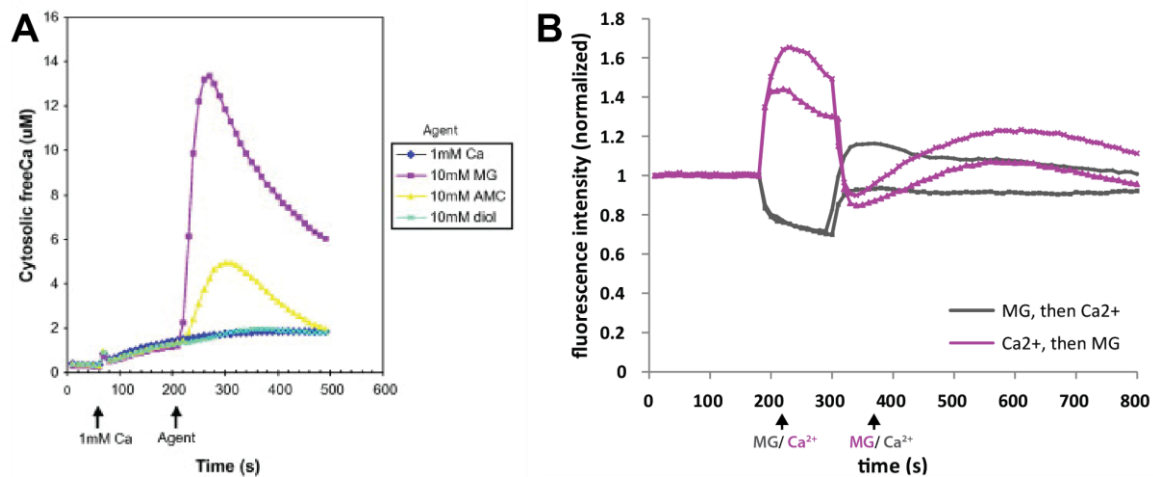 A
Cytosolic freeCa (uM)
16
14
12
10
8
6
4
2
0
0 100 200 300 400 500 600
1mM Ca
Agent
Time (s)
Agent
1mM Ca
10mM MG
10mM AMC
10mM diol
B
fluorescence intensity (normalized)
1.8
1.6
1.4
1.2
1
0.8
0.6
0.4
0.2
0
0 100 200 300 400 500 600 700 800
MG/ Ca²⁺
MG/ Ca²⁺
time (s)
MG, then Ca2+
Ca2+, then MG